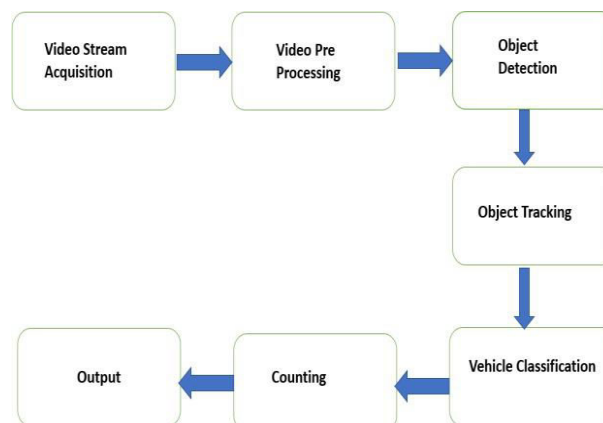 Video Stream
Acquisition
Video Pre
Processing
Object
Detection
Object Tracking
Vehicle Classification
Counting
Output